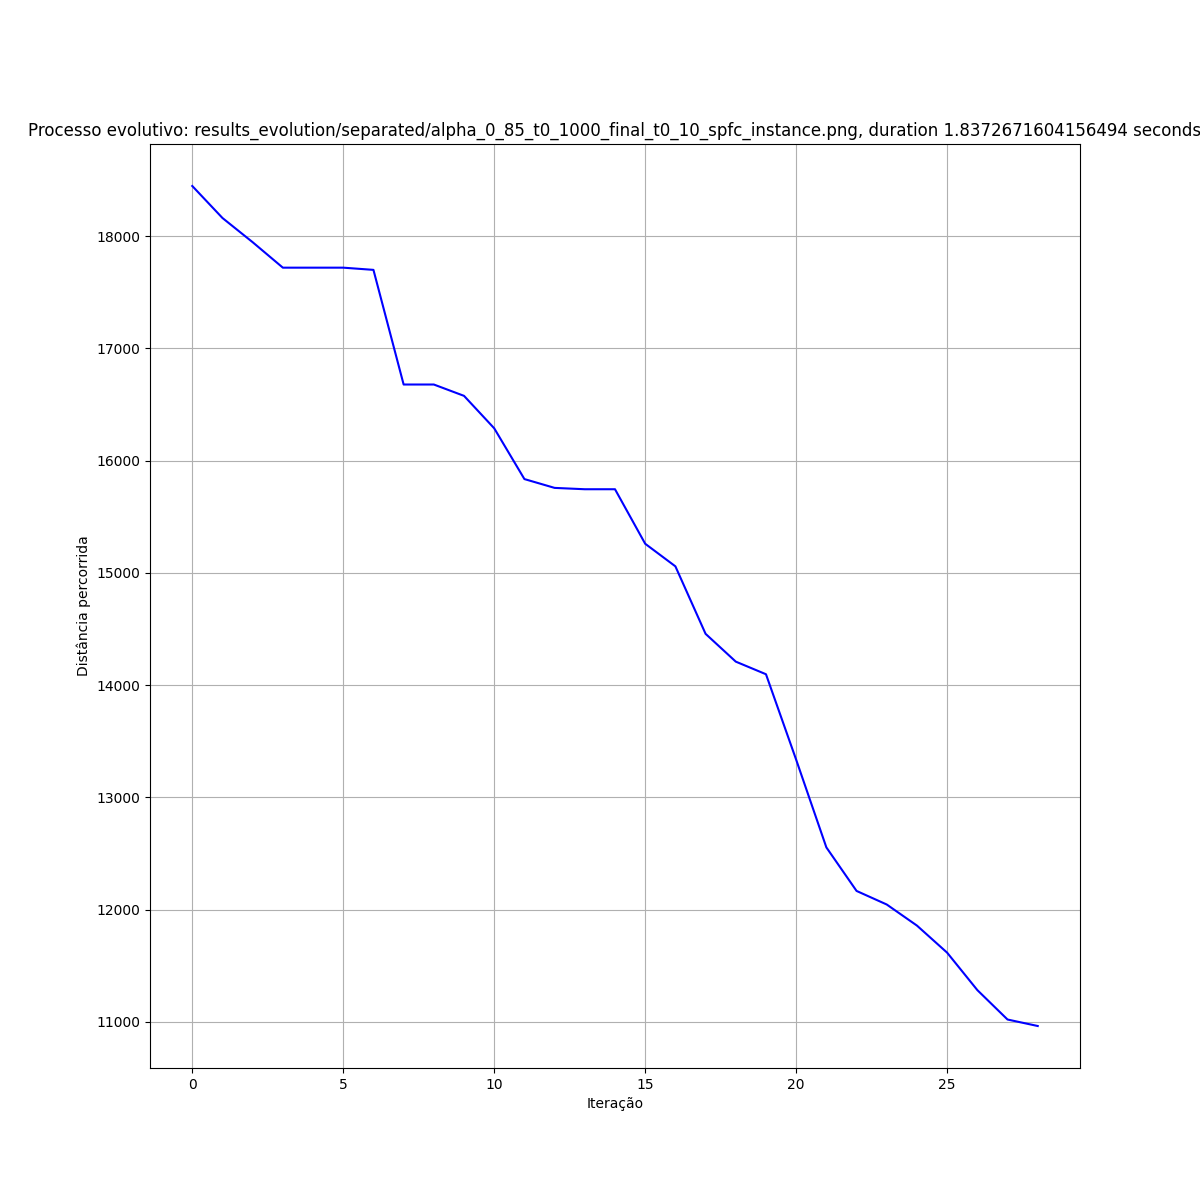 Processo evolutivo: results_evolution/separated/alpha_0_85_t0_1000_final_t0_10_spfc_instance.png, duration 1.8372671604156494 seconds
18000
17000
16000
15000
14000
13000
12000
11000
Distância percorrida
0 5 10 15 20 25
Iteração